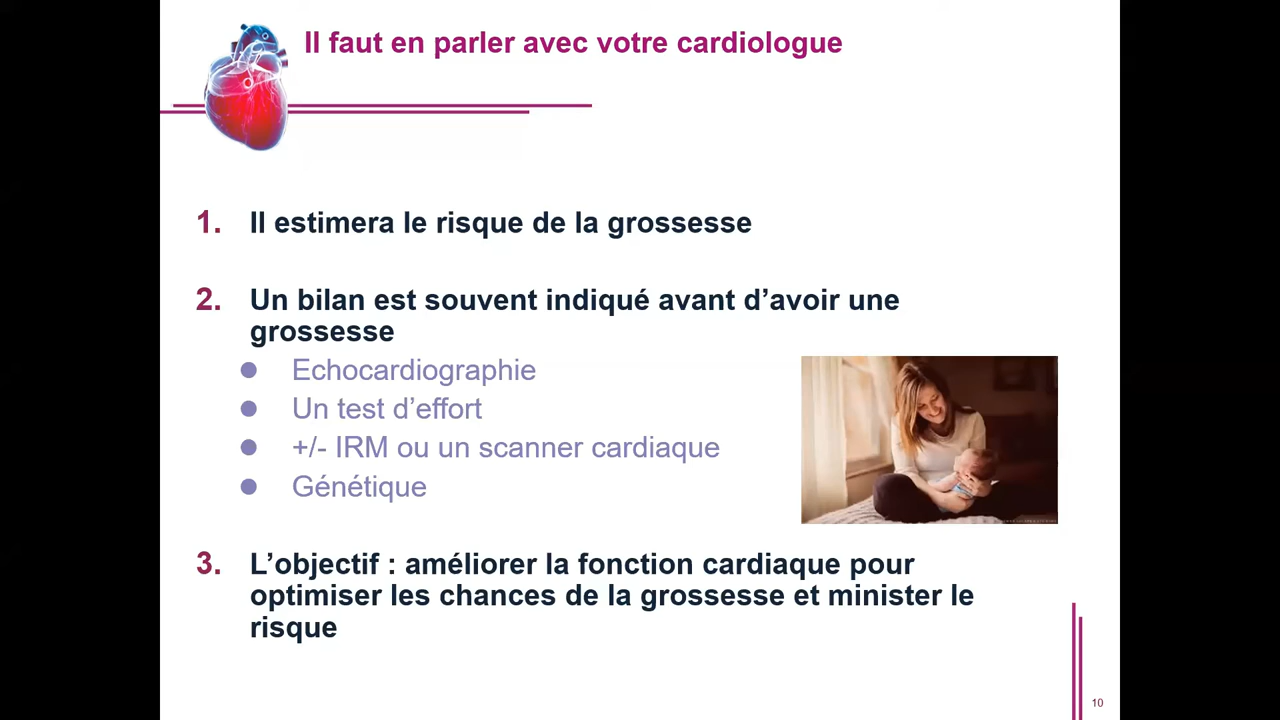 Il faut en parler avec votre cardiologue
1. Il estimera le risque de la grossesse
2. Un bilan est souvent indiqué avant d’avoir une
grossesse
● Echocardiographie
● Un test d’effort
● +/- IRM ou un scanner cardiaque
● Génétique
3. L’objectif : améliorer la fonction cardiaque pour
optimiser les chances de la grossesse et minister le
risque
10